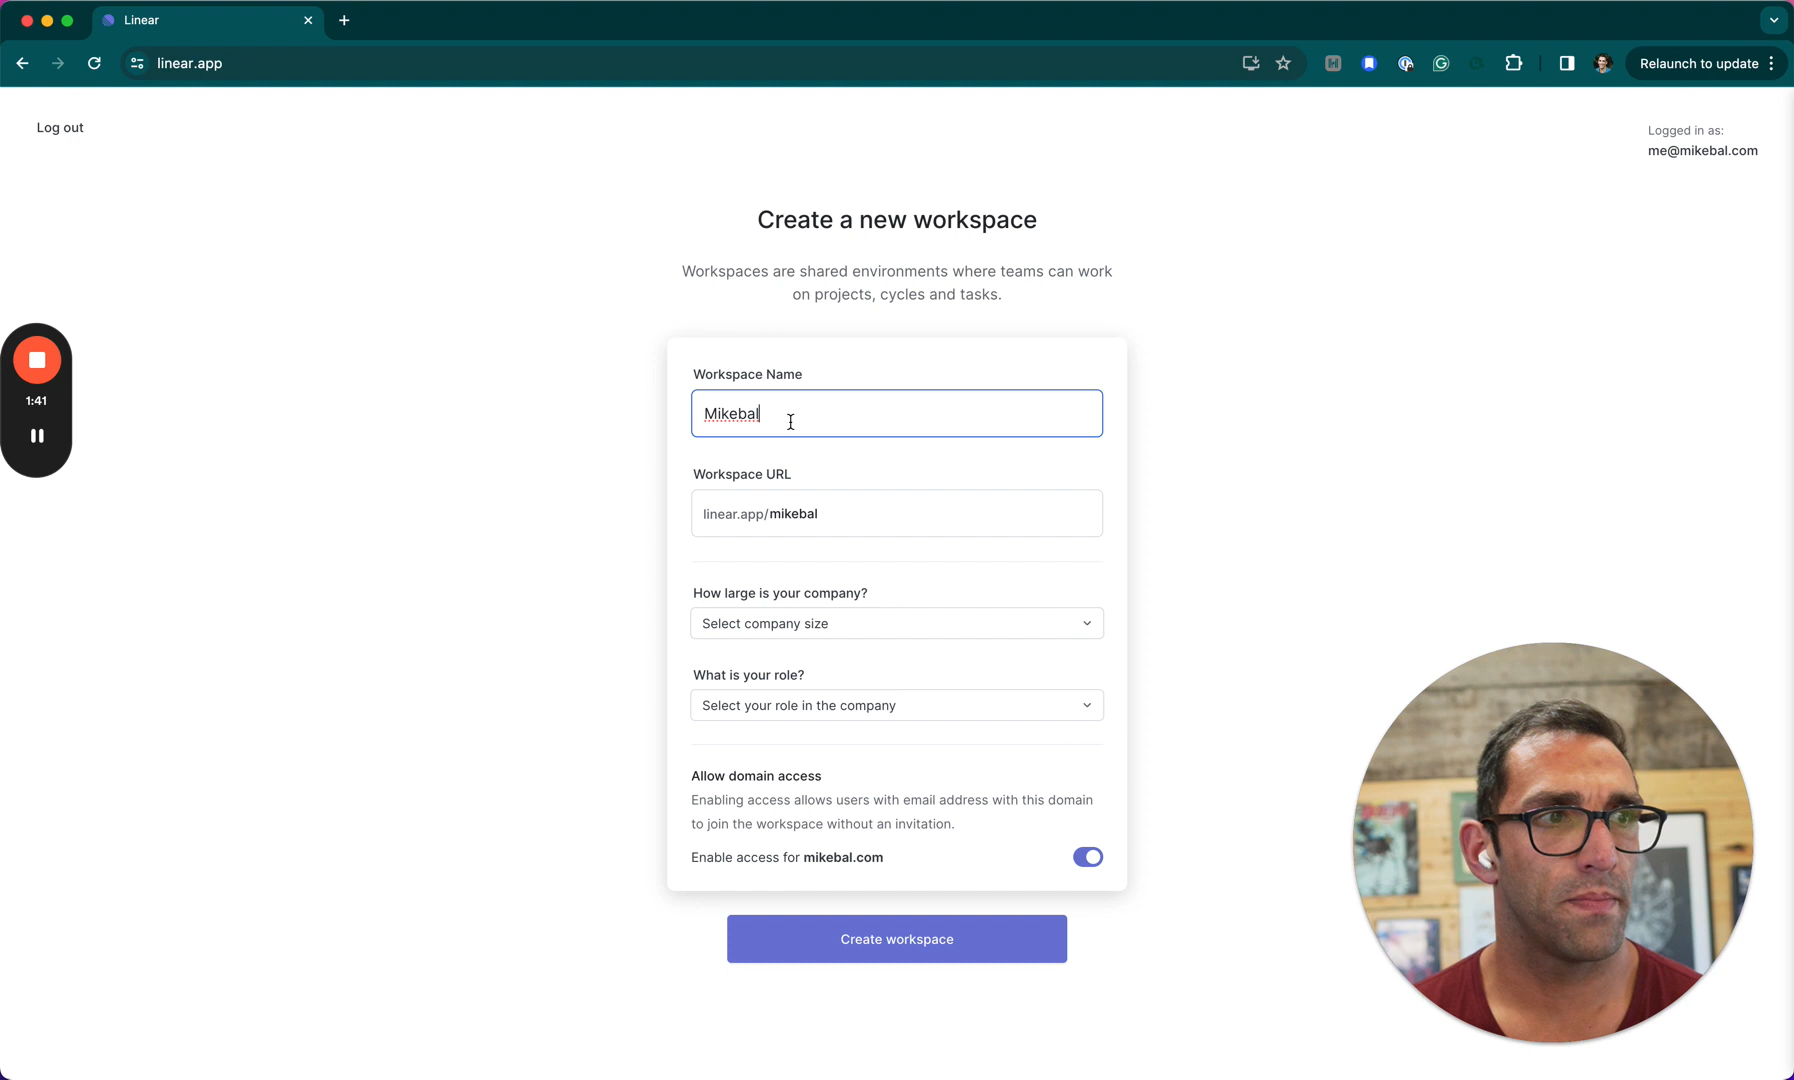 Linear
linear.app
Relaunch to update
Log out
Logged in as:
me@mikebal.com
Create a new workspace
Workspaces are shared environments where teams can work
on projects, cycles and tasks.
1:41
Workspace Name
Mikebal
Workspace URL
linear.app/mikebal
How large is your company?
Select company size
What is your role?
Select your role in the company
Allow domain access
Enabling access allows users with email address with this domain
to join the workspace without an invitation.
Enable access for mikebal.com
Create workspace